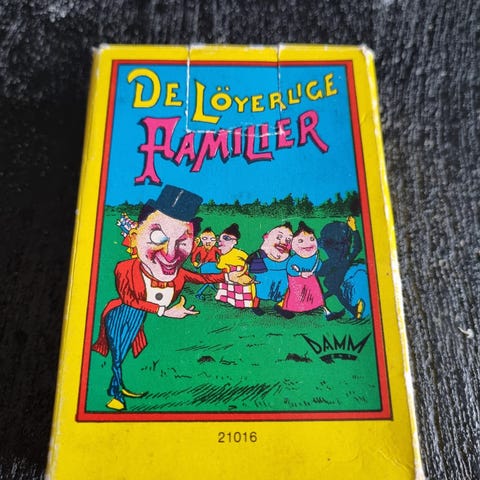 DE LÖYERLIGE
FAMILIER
DAMM
21016